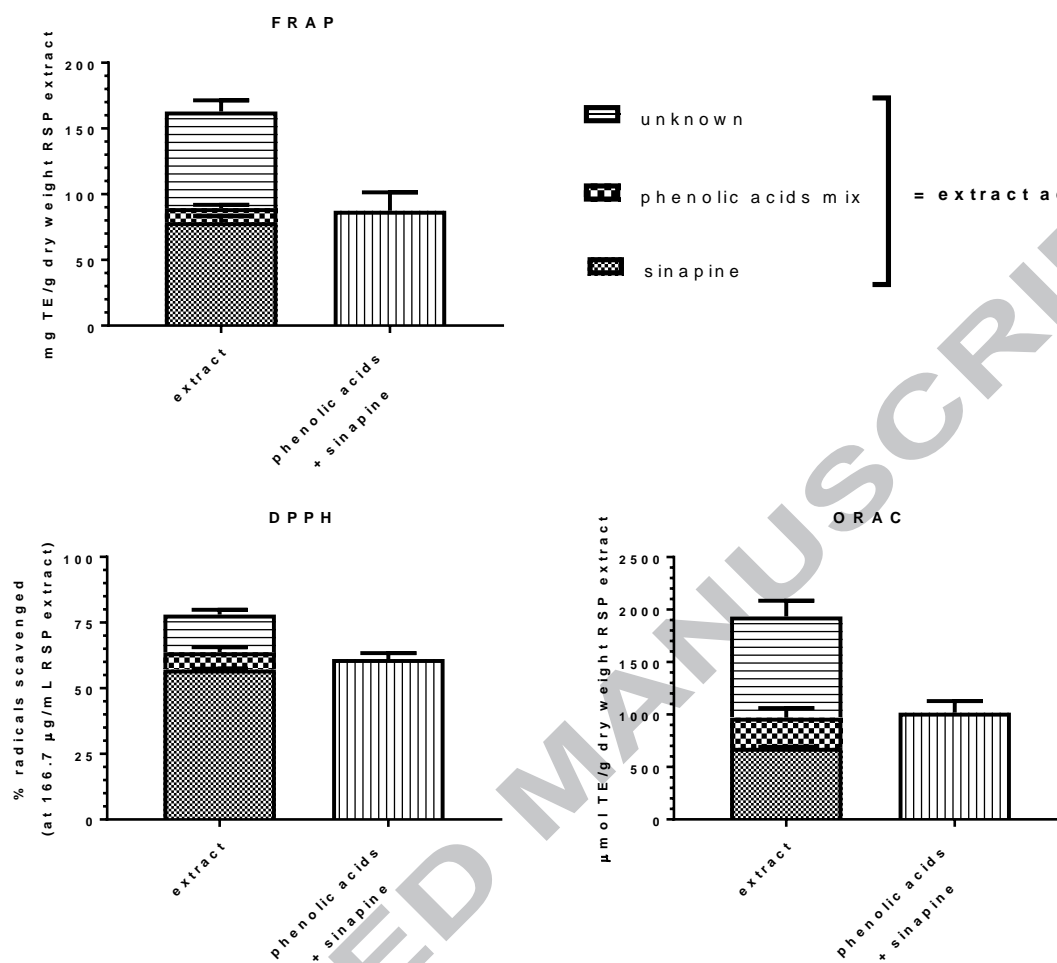 FRAP
mg TE/g dry weight RSP extract
200
150
100
50
0
extract
phenolic acids
+ sinapine
unknown
phenolic acids mix
sinapine
= extract
DPPH
% radicals scavenged
(at 166.7 µg/mL RSP extract)
100
75
50
25
0
extract
phenolic acids
+ sinapine
ORAC
µmol TE/g dry weight RSP extract
2500
2000
1500
1000
500
0
extract
phenolic acids
+ sinapine
ED MANUSCRI